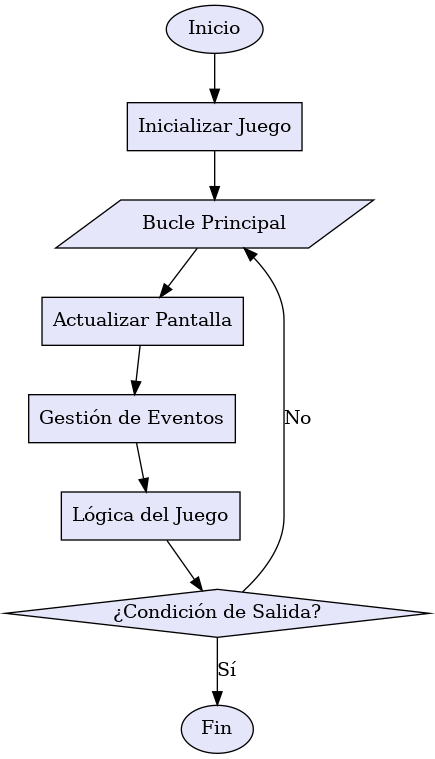 Inicio
Inicializar Juego
Bucle Principal
Actualizar Pantalla
Gestión de Eventos
No
Lógica del Juego
¿Condición de Salida?
Sí
Fin